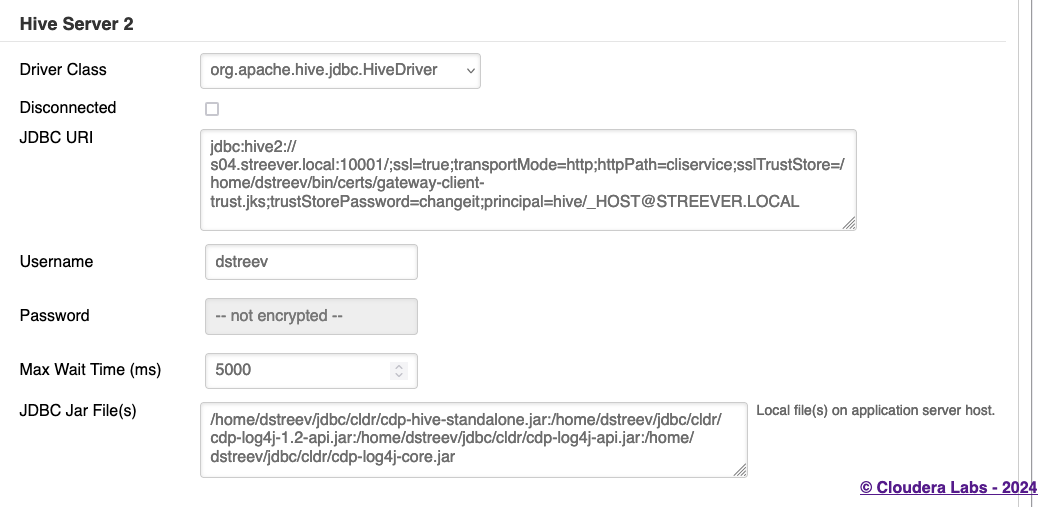 Hive Server 2
Driver Class
org.apache.hive.jdbc.HiveDriver
Disconnected
JDBC URI
jdbc:hive2://
s04.streever.local:10001/;ssl=true;transportMode=http;httpPath=cliservice;sslTrustStore=/
home/dstreev/bin/certs/gateway-client-
trust.jks;trustStorePassword=changeit;principal=hive/_HOST@STREEVER.LOCAL
Username
dstreev
Password
-- not encrypted --
Max Wait Time (ms)
5000
JDBC Jar File(s)
/home/dstreev/jdbc/cldr/cdp-hive-standalone.jar:/home/dstreev/jdbc/cldr/
cdp-log4j-1.2-api.jar:/home/dstreev/jdbc/cldr/cdp-log4j-api.jar:/home/
dstreev/jdbc/cldr/cdp-log4j-core.jar
Local file(s) on application server host.
© Cloudera Labs - 2024